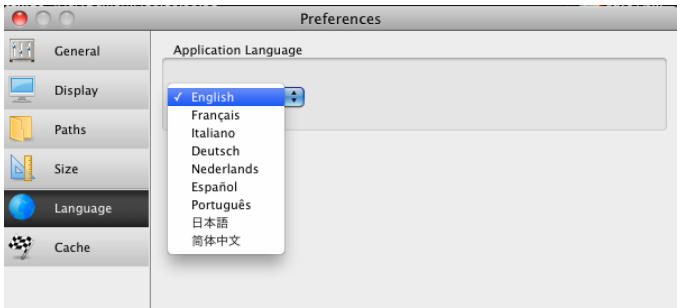 Preferences
General
Display
Paths
Size
Language
Cache
Application Language
✓ English
Français
Italiano
Deutsch
Nederlands
Español
Português
日本語
简体中文